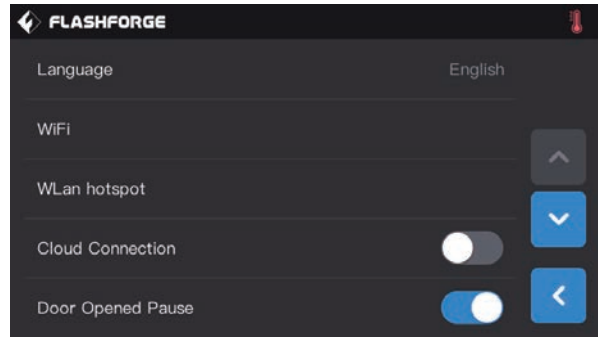 FLASHFORGE
Language English
WiFi
WLan hotspot
Cloud Connection
Door Opened Pause